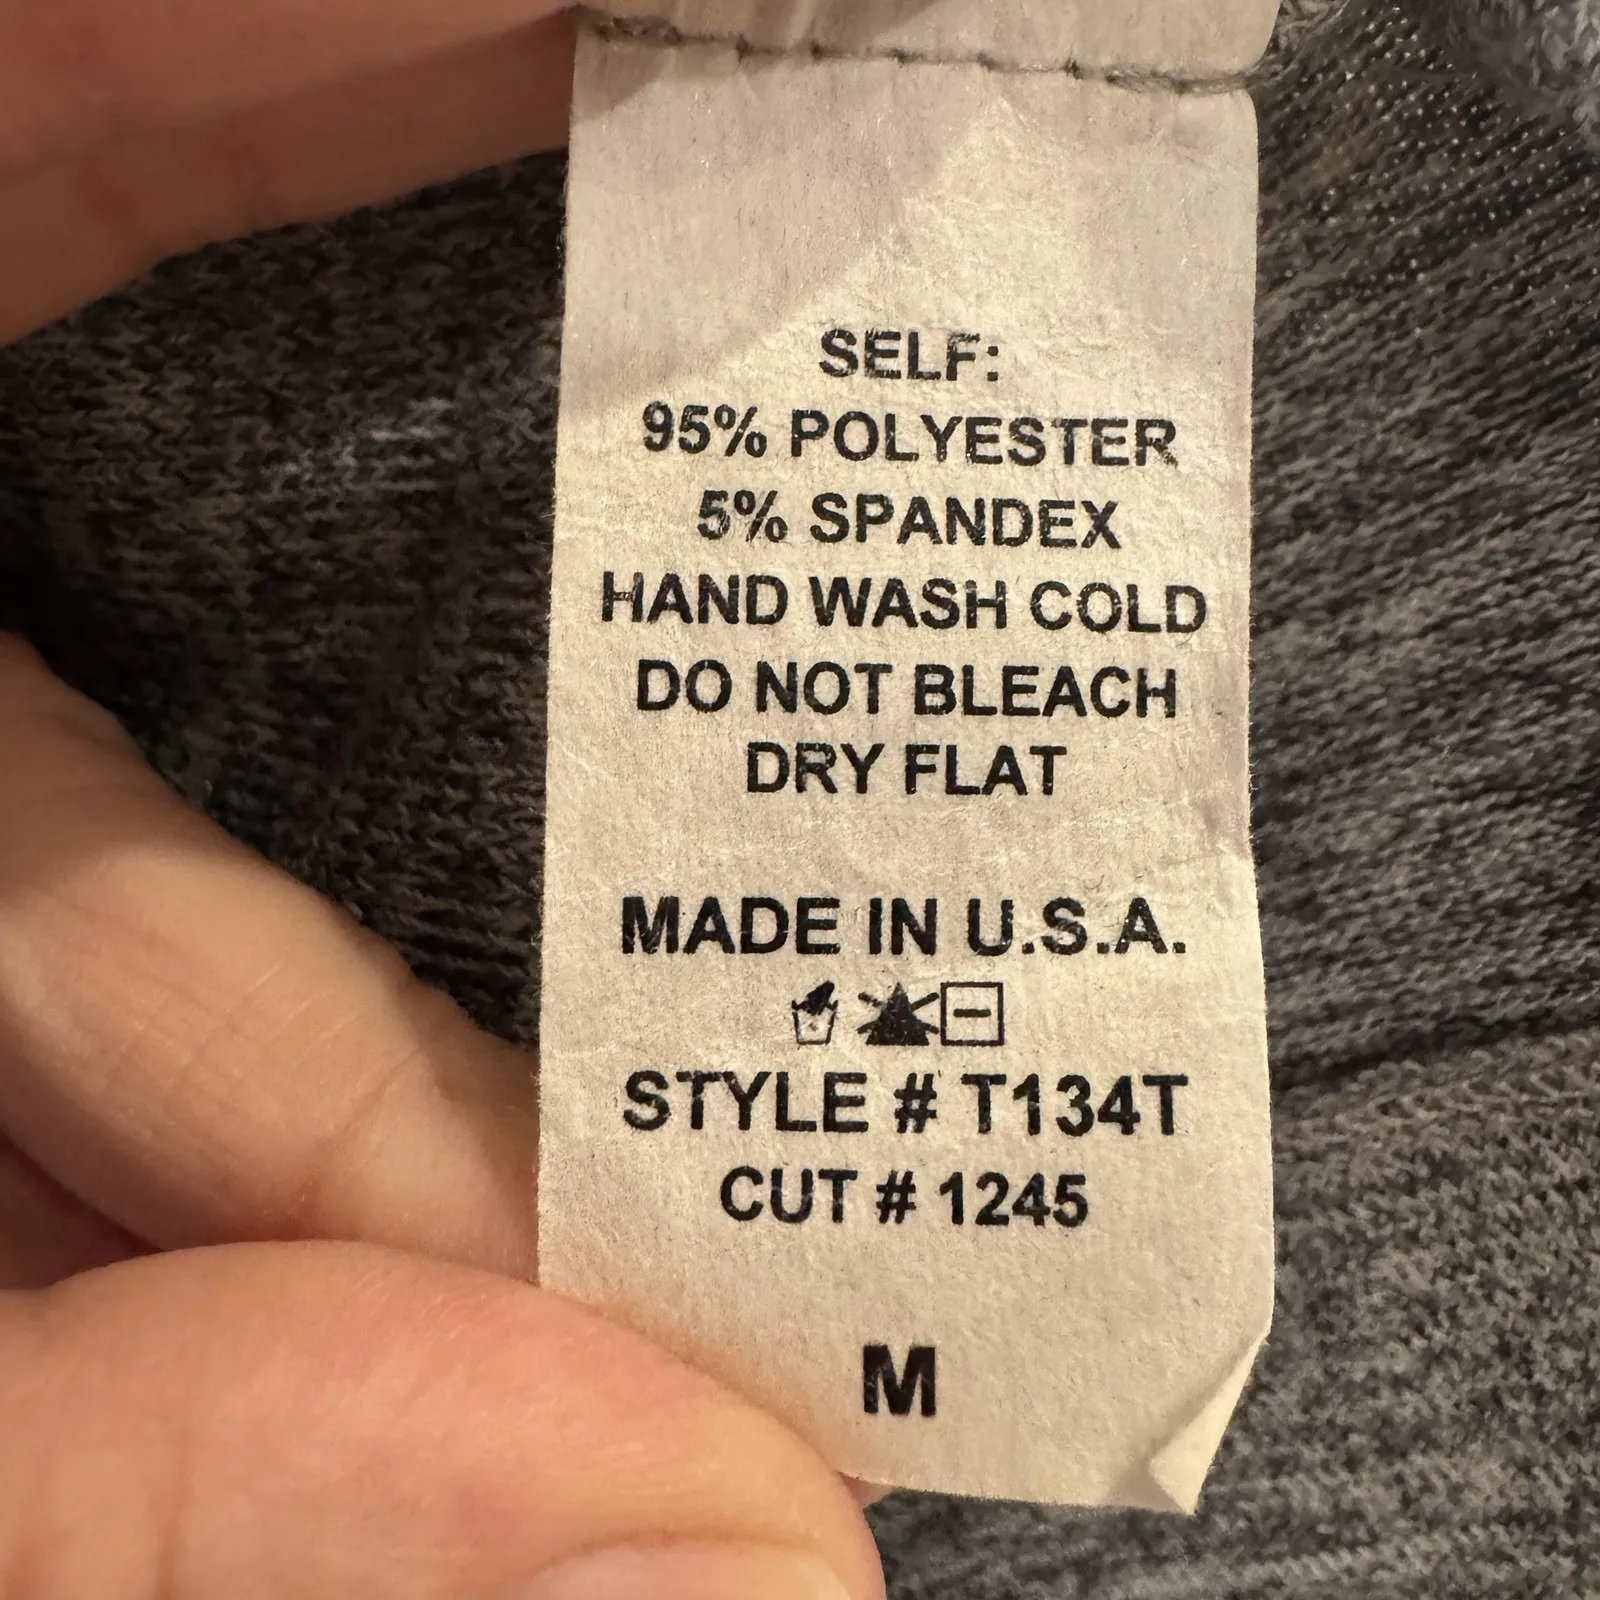 SELF:
95% POLYESTER
5% SPANDEX
HAND WASH COLD
DO NOT BLEACH
DRY FLAT
MADE IN U.S.A.
STYLE # T134T
CUT # 1245
M